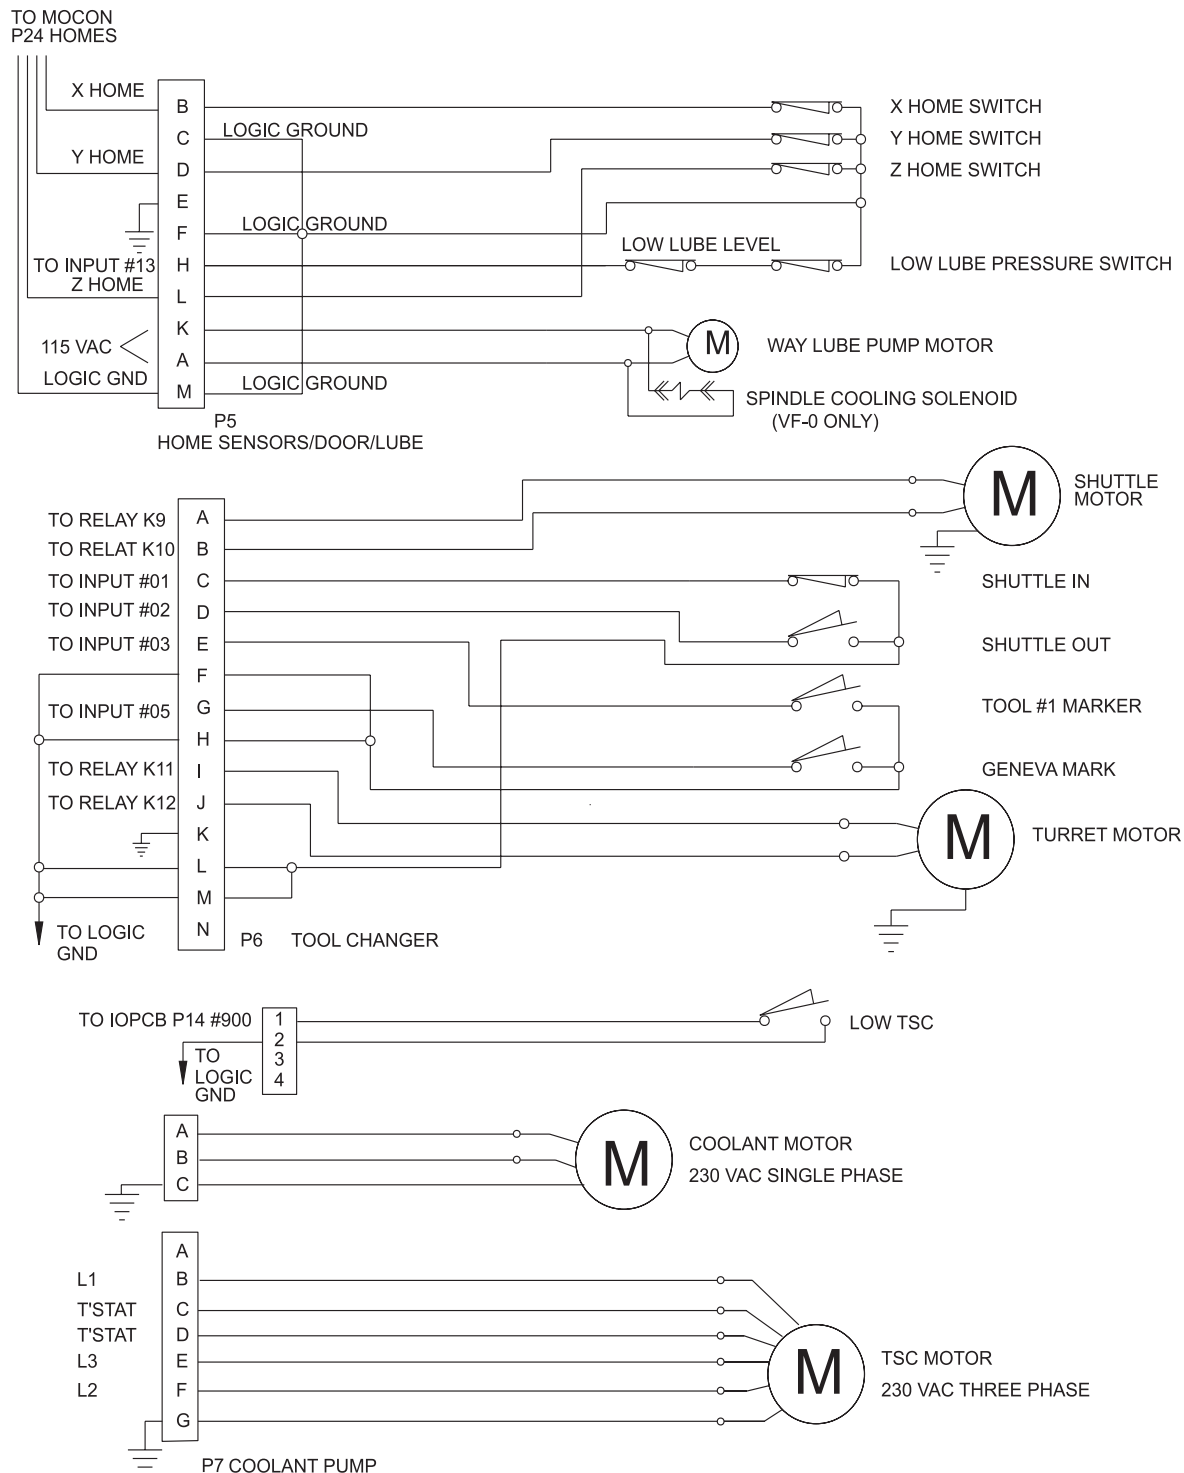 TO MOCON
P24 HOMES
X HOME
B
X HOME SWITCH
C
LOGIC GROUND
Y HOME SWITCH
Y HOME
D
Z HOME SWITCH
E
F
LOGIC GROUND
LOW LUBE LEVEL
TO INPUT #13
H
LOW LUBE PRESSURE SWITCH
Z HOME
L
K
115 VAC
M
WAY LUBE PUMP MOTOR
A
LOGIC GND
M
LOGIC GROUND
SPINDLE COOLING SOLENOID
(VF-0 ONLY)
P5
HOME SENSORS/DOOR/LUBE
M
SHUTTLE
MOTOR
TO RELAY K9
A
TO RELAT K10
B
TO INPUT #01
C
SHUTTLE IN
TO INPUT #02
D
TO INPUT #03
E
SHUTTLE OUT
F
TO INPUT #05
G
TOOL #1 MARKER
H
TO RELAY K11
I
GENEVA MARK
TO RELAY K12
J
K
M
TURRET MOTOR
L
M
N
TO LOGIC
GND
P6 TOOL CHANGER
TO IOPCB P14 #900
1
LOW TSC
2
3
4
TO
LOGIC
GND
A
B
C
M
COOLANT MOTOR
230 VAC SINGLE PHASE
A
L1
B
T'STAT
C
T'STAT
D
L3
E
L2
F
G
M
TSC MOTOR
230 VAC THREE PHASE
P7 COOLANT PUMP